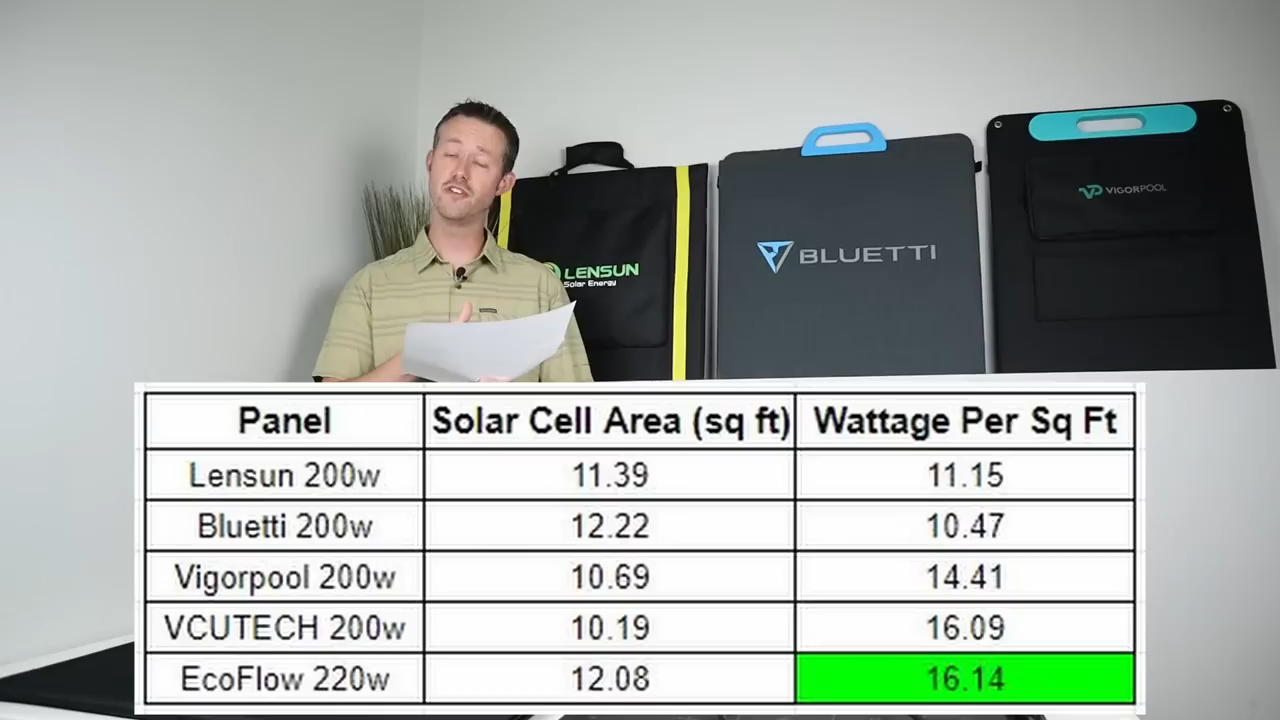 LENSUN
Solar Energy
BLUETTI
VIGORPOOL
Panel Solar Cell Area (sq ft) Wattage Per Sq Ft
Lensun 200w 11.39 11.15
Bluetti 200w 12.22 10.47
Vigorpool 200w 10.69 14.41
VCUTECH 200w 10.19 16.09
EcoFlow 220w 12.08 16.14